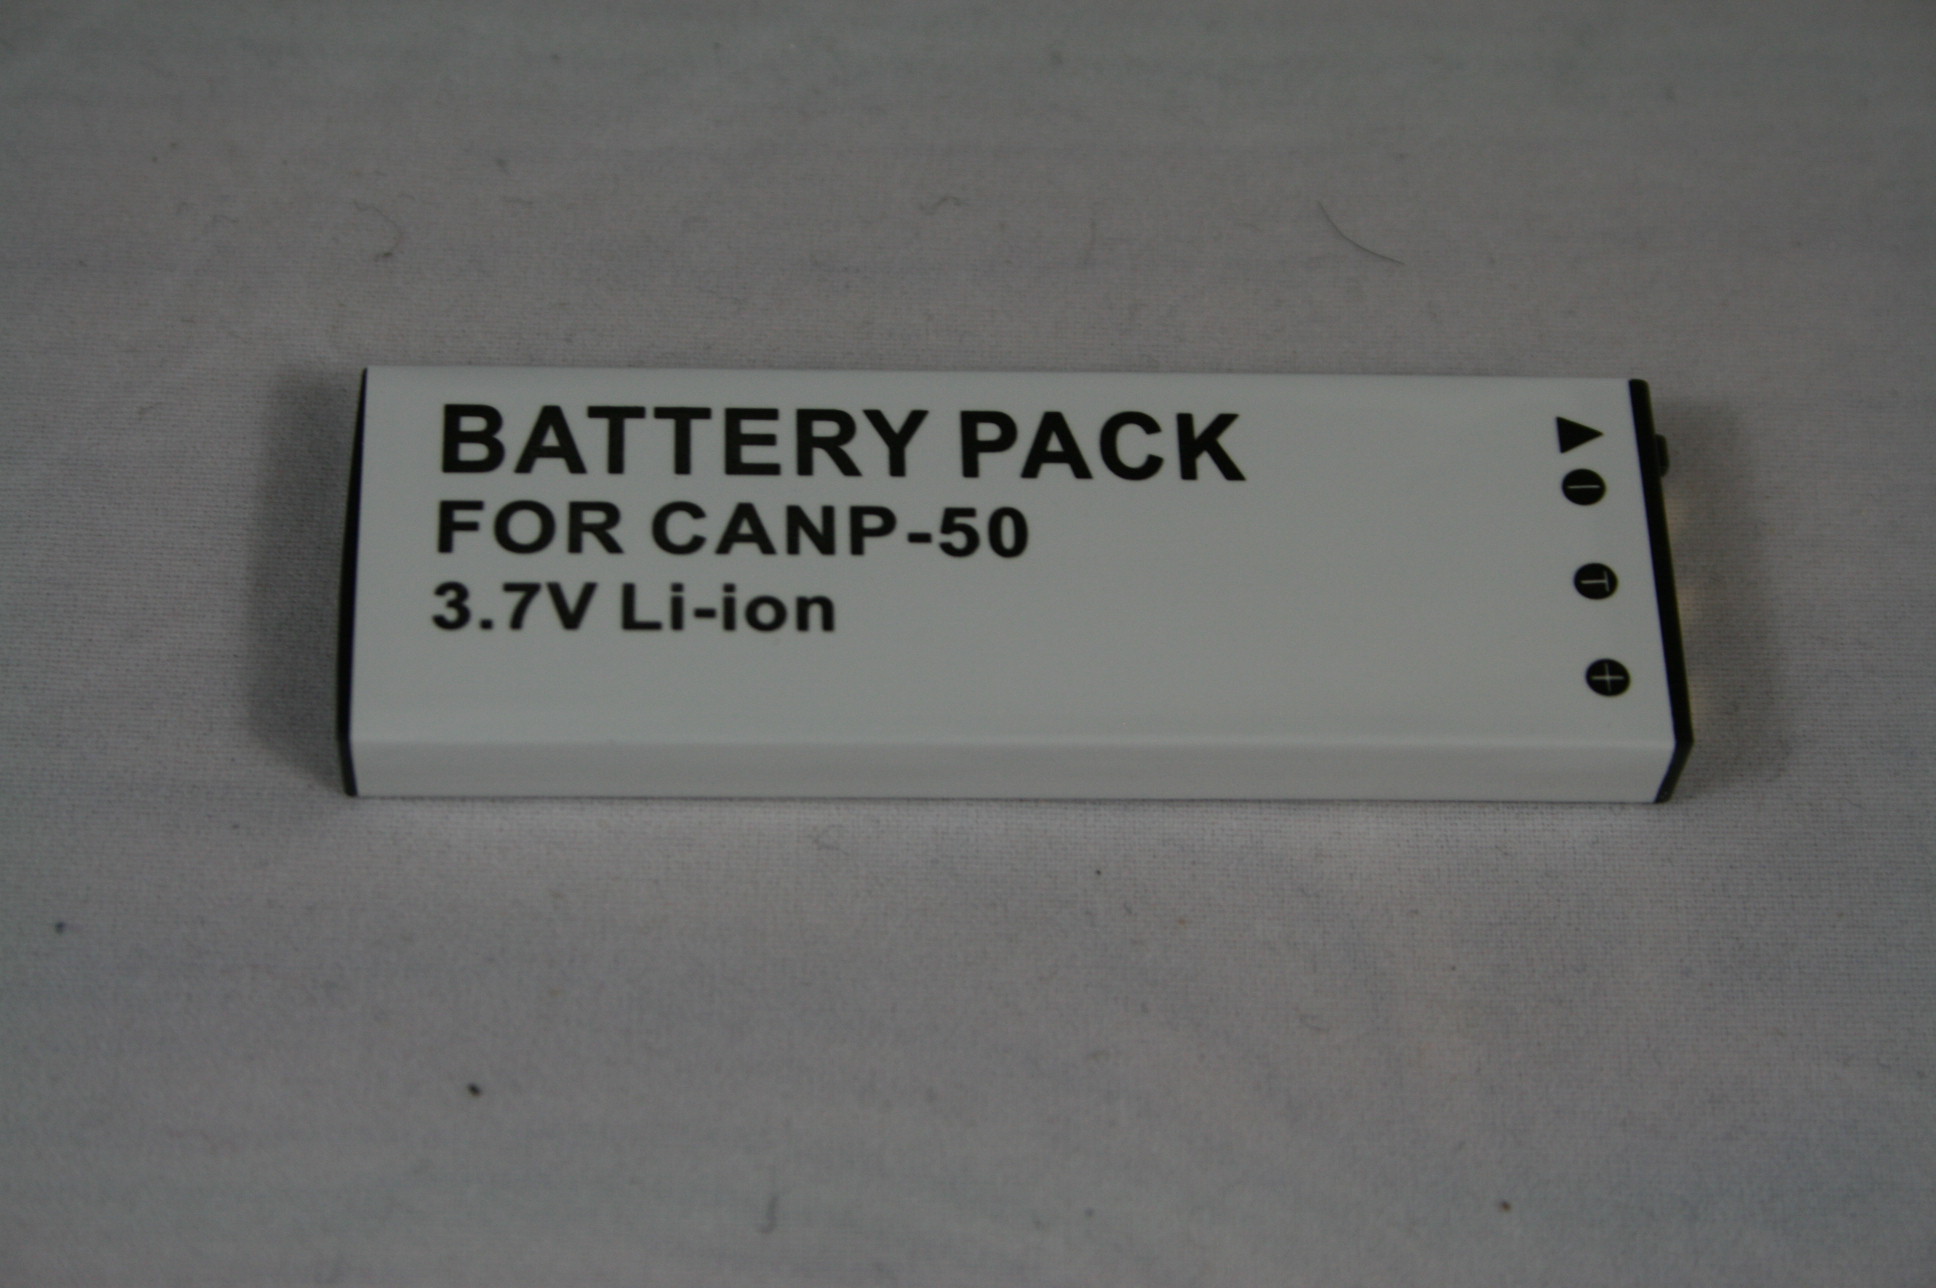 BATTERY PACK
FOR CANP-50
3.7V Li-ion
T
+